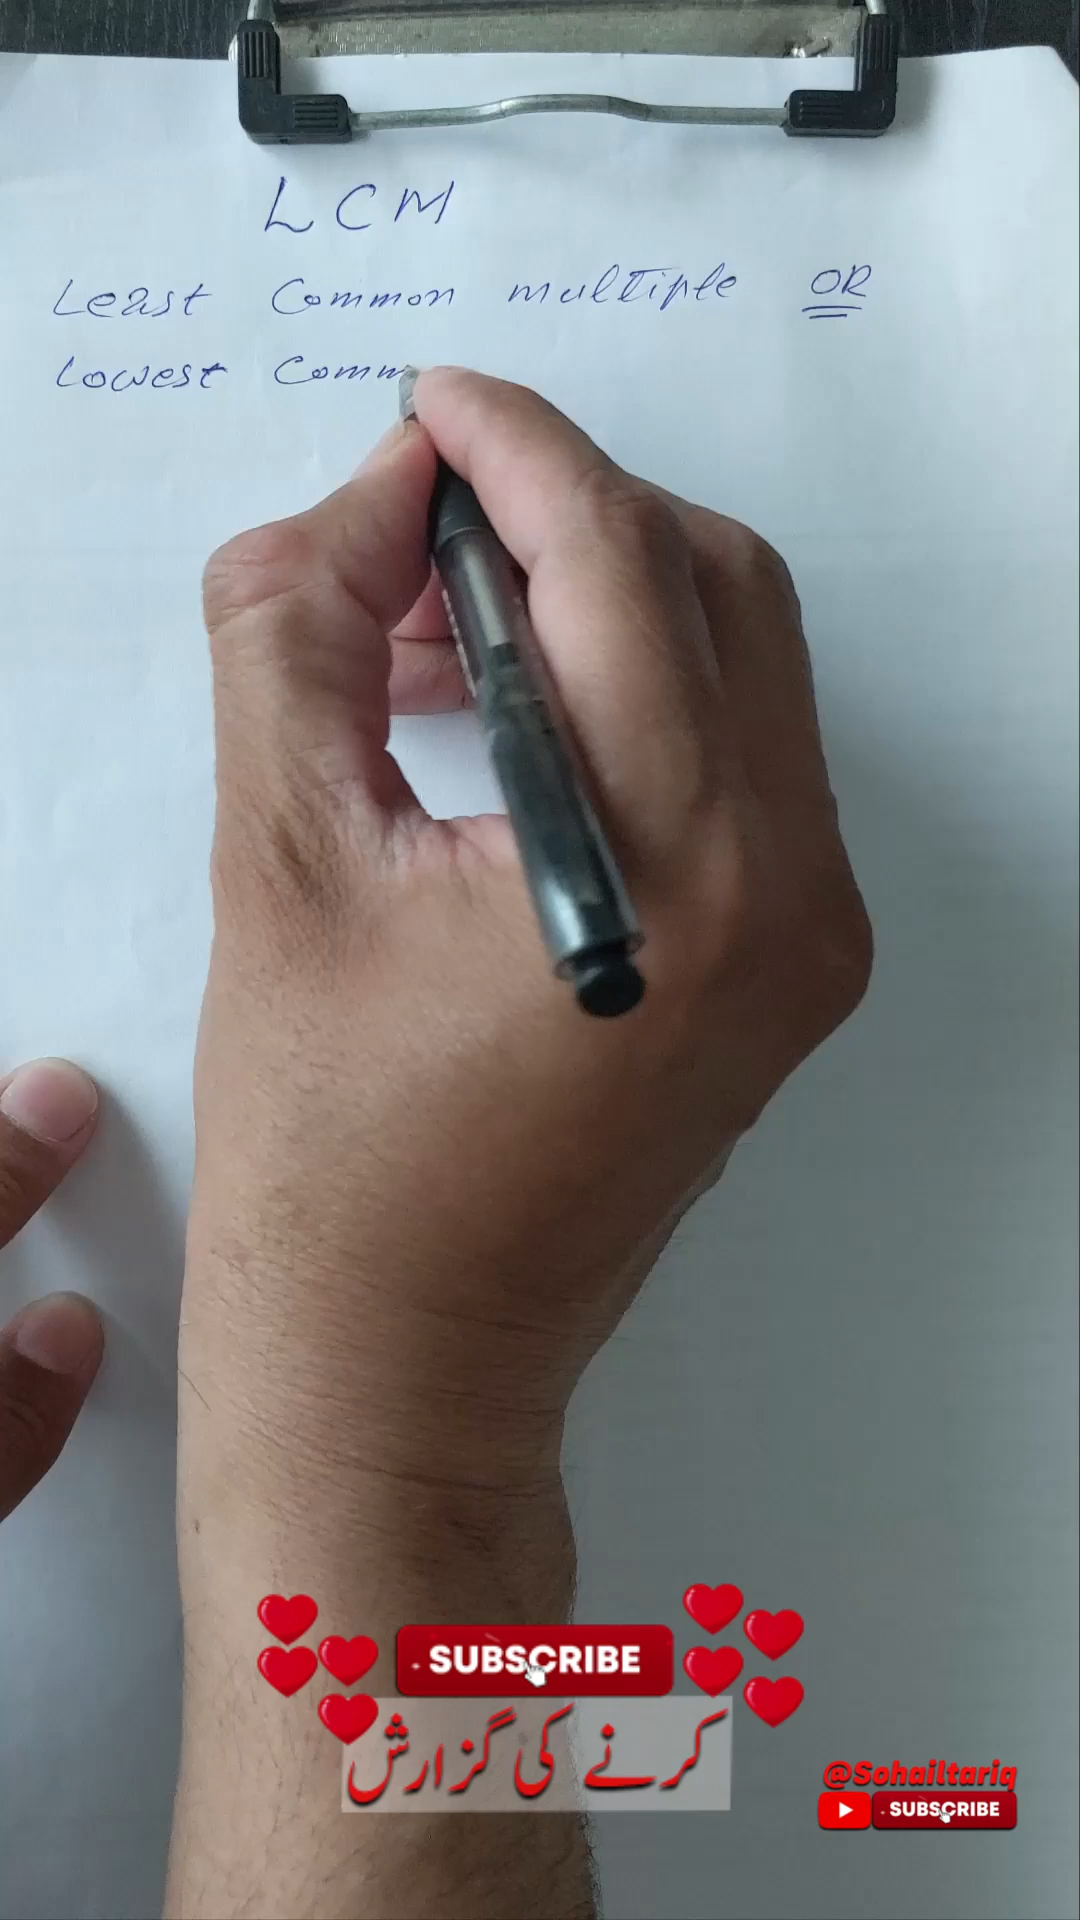 LCM
Least Common multiple OR
Lowest Comm
SUBSCRIBE
کرنے کی گزارش
@Sohailtariq
SUBSCRIBE